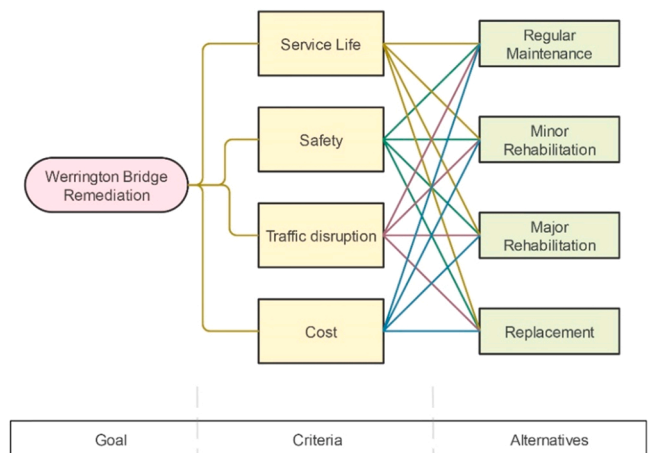 Service Life
Regular
Maintenance
Safety
Minor
Rehabilitation
Werrington Bridge
Remediation
Traffic disruption
Major
Rehabilitation
Cost
Replacement
Goal
Criteria
Alternatives